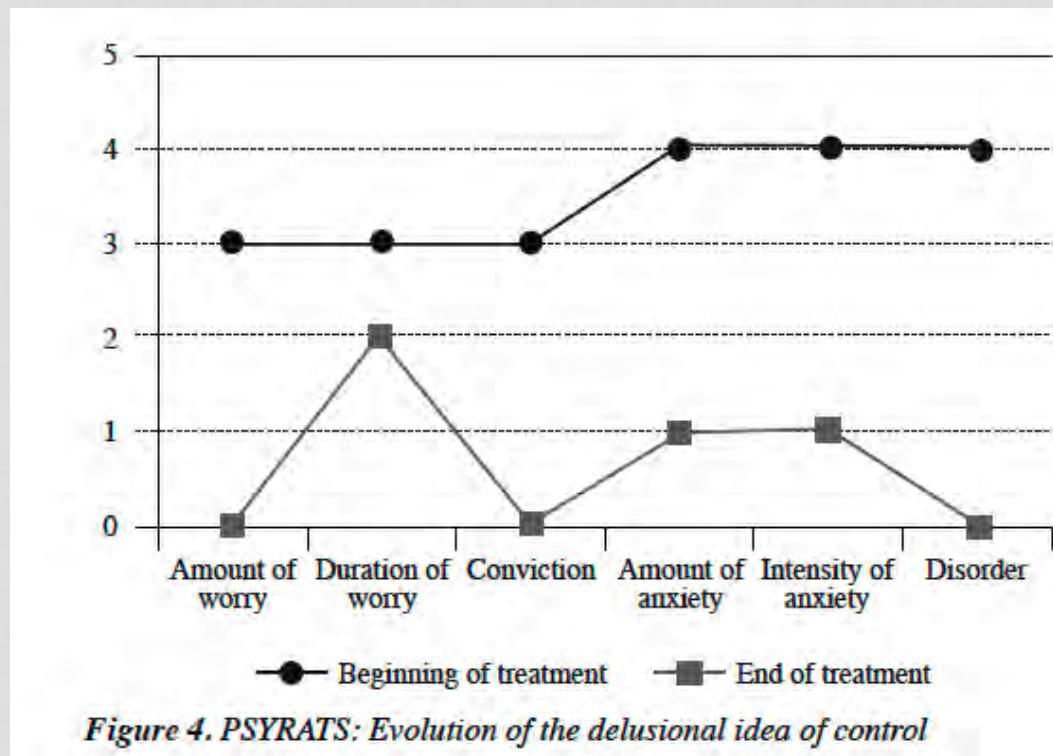 5
4
3
2
1
0
Amount of worry
Duration of worry
Conviction
Amount of anxiety
Intensity of anxiety
Disorder
Beginning of treatment
End of treatment
Figure 4. PSYRATS: Evolution of the delusional idea of control